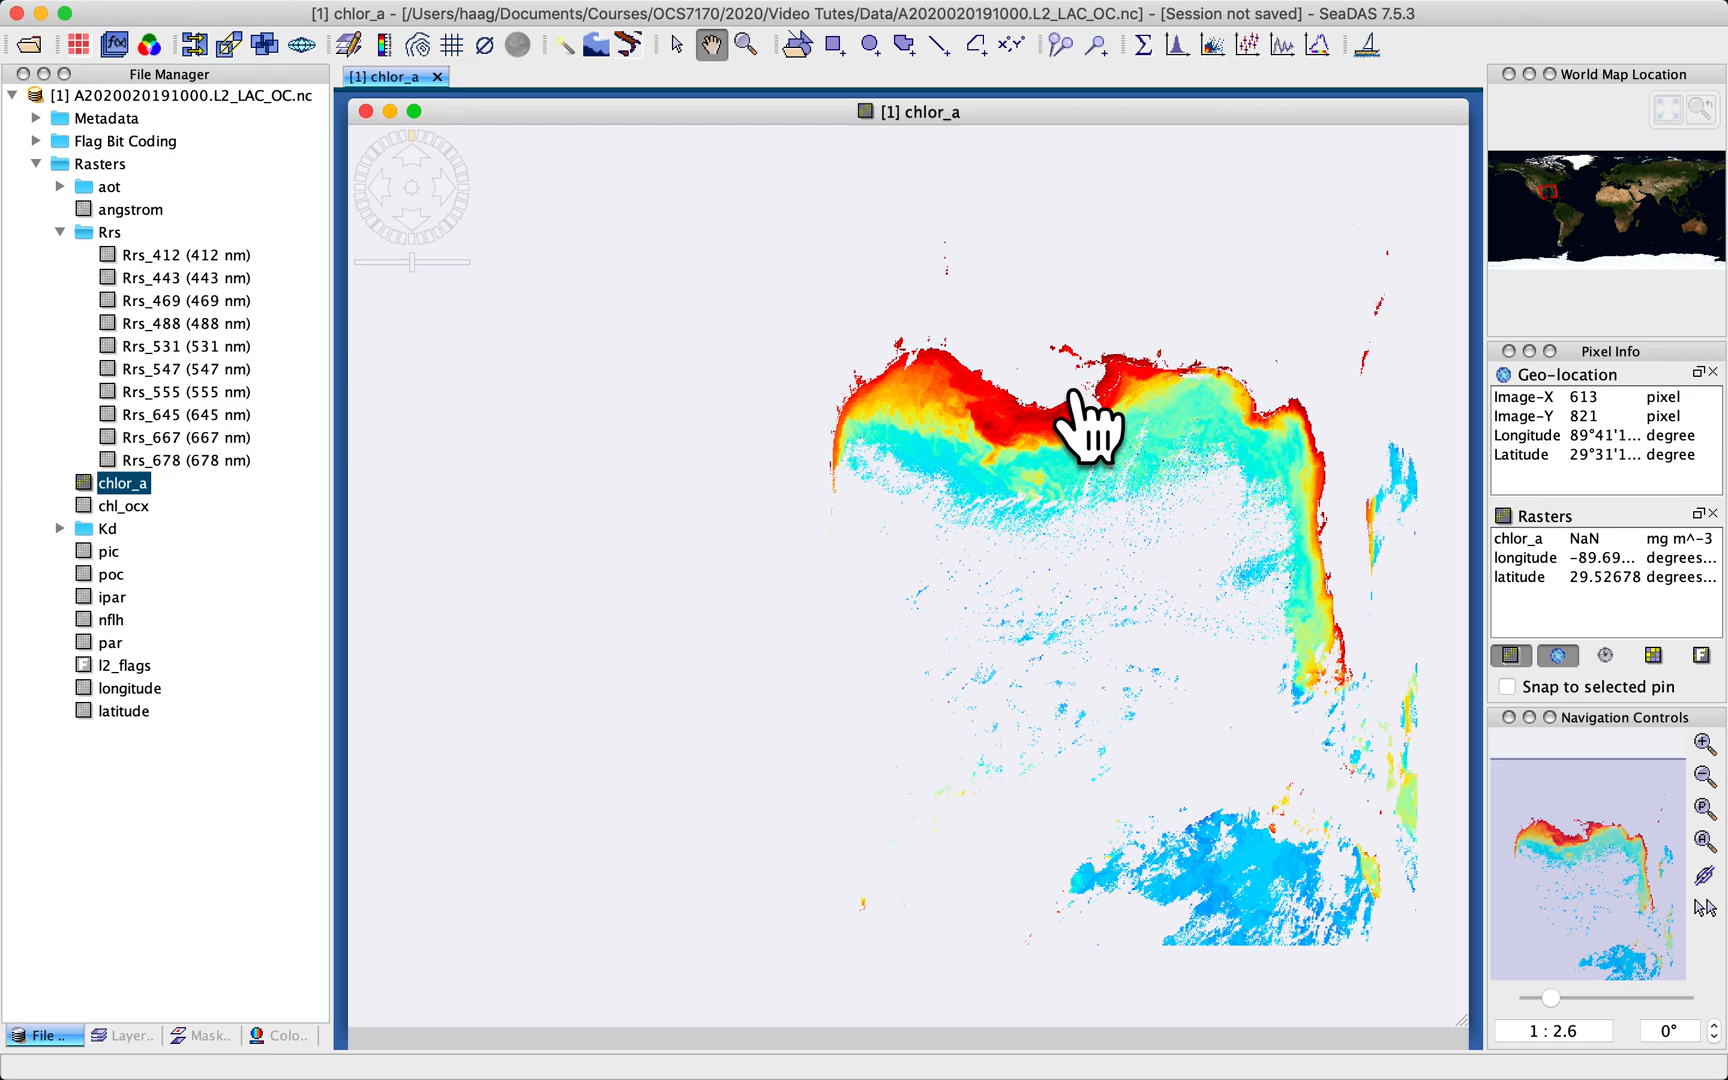 [1] chlor_a - [/Users/haag/Documents/Courses/OCS7170/2020/Video Tutes/Data/A2020020191000.L2_LAC_OC.nc] - [Session not saved] - SeaDAS 7.5.3
File Manager
[1] A2020020191000.L2_LAC_OC.nc
Metadata
Flag Bit Coding
Rasters
aot
angstrom
Rrs
Rrs_412 (412 nm)
Rrs_443 (443 nm)
Rrs_469 (469 nm)
Rrs_488 (488 nm)
Rrs_531 (531 nm)
Rrs_547 (547 nm)
Rrs_555 (555 nm)
Rrs_645 (645 nm)
Rrs_667 (667 nm)
Rrs_678 (678 nm)
chlor_a
chl_ocx
Kd
pic
poc
ipar
nflh
par
l2_flags
longitude
latitude
File ..
Layer..
Mask..
Colo..
[1] chlor_a
[1] chlor_a
World Map Location
Pixel Info
Geo-location
Image-X 613 pixel
Image-Y 821 pixel
Longitude 89°41'1... degree
Latitude 29°31'1... degree
Rasters
chlor_a NaN mg m^-3
longitude -89.69... degrees...
latitude 29.52678 degrees...
Snap to selected pin
Navigation Controls
1 : 2.6
0°